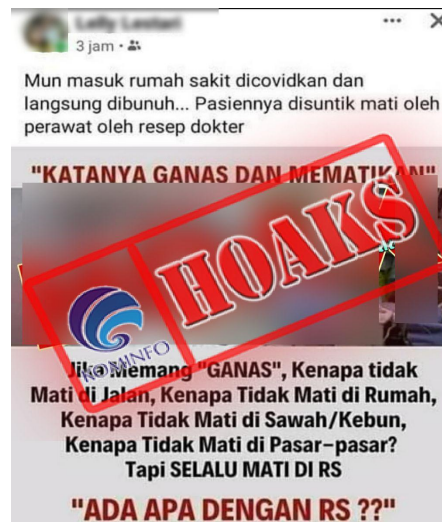 3 jam ·
Mun masuk rumah sakit dicovidkan dan
langsung dibunuh... Pasiennya disuntik mati oleh
perawat oleh resep dokter
"KATANYA GANAS DAN MEMATIKAN"
HOAKS
KOMINFO
Jika Memang "GANAS", Kenapa tidak
Mati di Jalan, Kenapa Tidak Mati di Rumah,
Kenapa Tidak Mati di Sawah/Kebun,
Kenapa Tidak Mati di Pasar-pasar?
Tapi SELALU MATI DI RS
"ADA APA DENGAN RS ??"